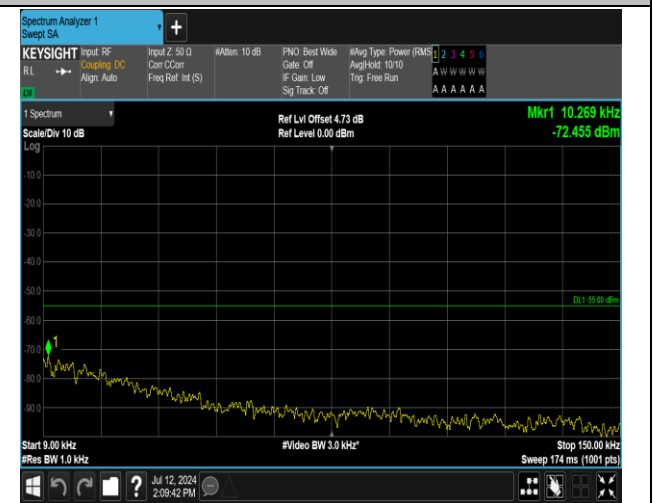 Spectrum Analyzer 1
Swept SA
+
KEYSIGHT Input: RF Input Z: 50 Ω #Atten: 10 dB PNO: Best Wide #Avg Type: Power (RMS 1 2 3 4 5 6
RL Coupling: DC Corr CCorr Gate: Off Avg|Hold: 10/10 A W W W W W
Align: Auto Freq Ref: Int (S) IF Gain: Low Trig: Free Run
Sig Track: Off A A A A A A
1 Spectrum Ref Lvl Offset 4.73 dB Mkr1 10.269 kHz
Scale/Div 10 dB Ref Level 0.00 dBm -72.455 dBm
Log
-10.0
-20.0
-30.0
-40.0
-50.0
DL1 -55.00 dBm
-60.0
-70.0 1
-80.0
-90.0
Start 9.00 kHz #Video BW 3.0 kHz* Stop 150.00 kHz
#Res BW 1.0 kHz Sweep 174 ms (1001 pts)
? Jul 12, 2024
2:09:42 PM